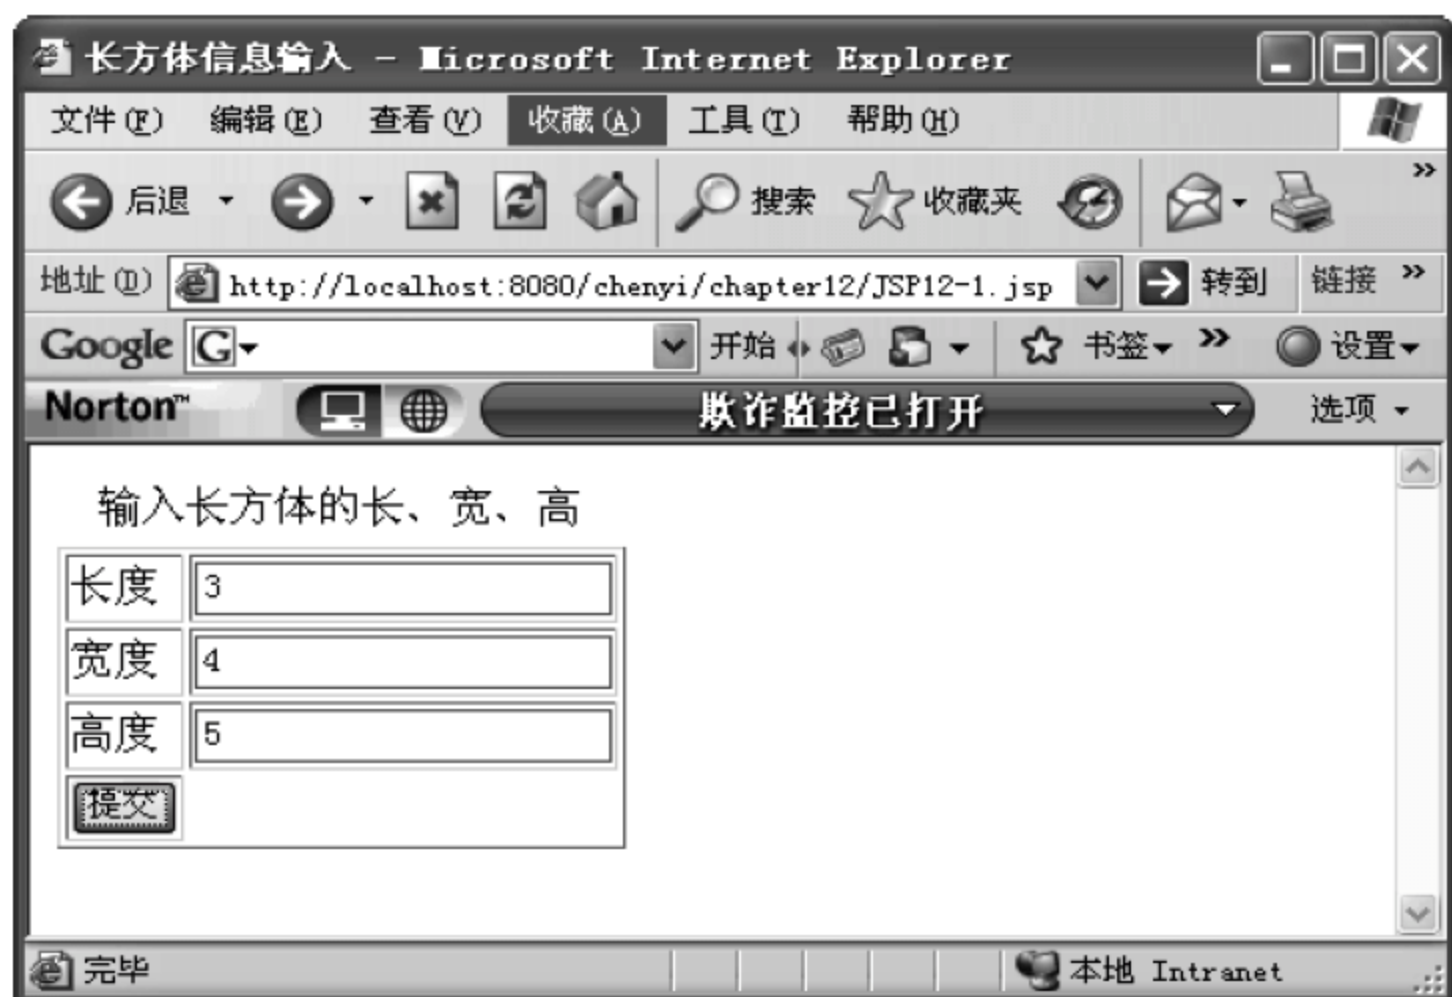 长方体信息输入 - Microsoft Internet Explorer
文件(F) 编辑(E) 查看(V) 收藏(A) 工具(T) 帮助(H)
后退 搜索 收藏夹 »
地址(D) http://localhost:8080/chenyi/chapter12/JSP12-1.jsp 转到 链接 »
Google G 开始 书签 » 设置
Norton™ 欺诈监控已打开 选项
输入长方体的长、宽、高
长度 3
宽度 4
高度 5
提交
完毕 本地 Intranet